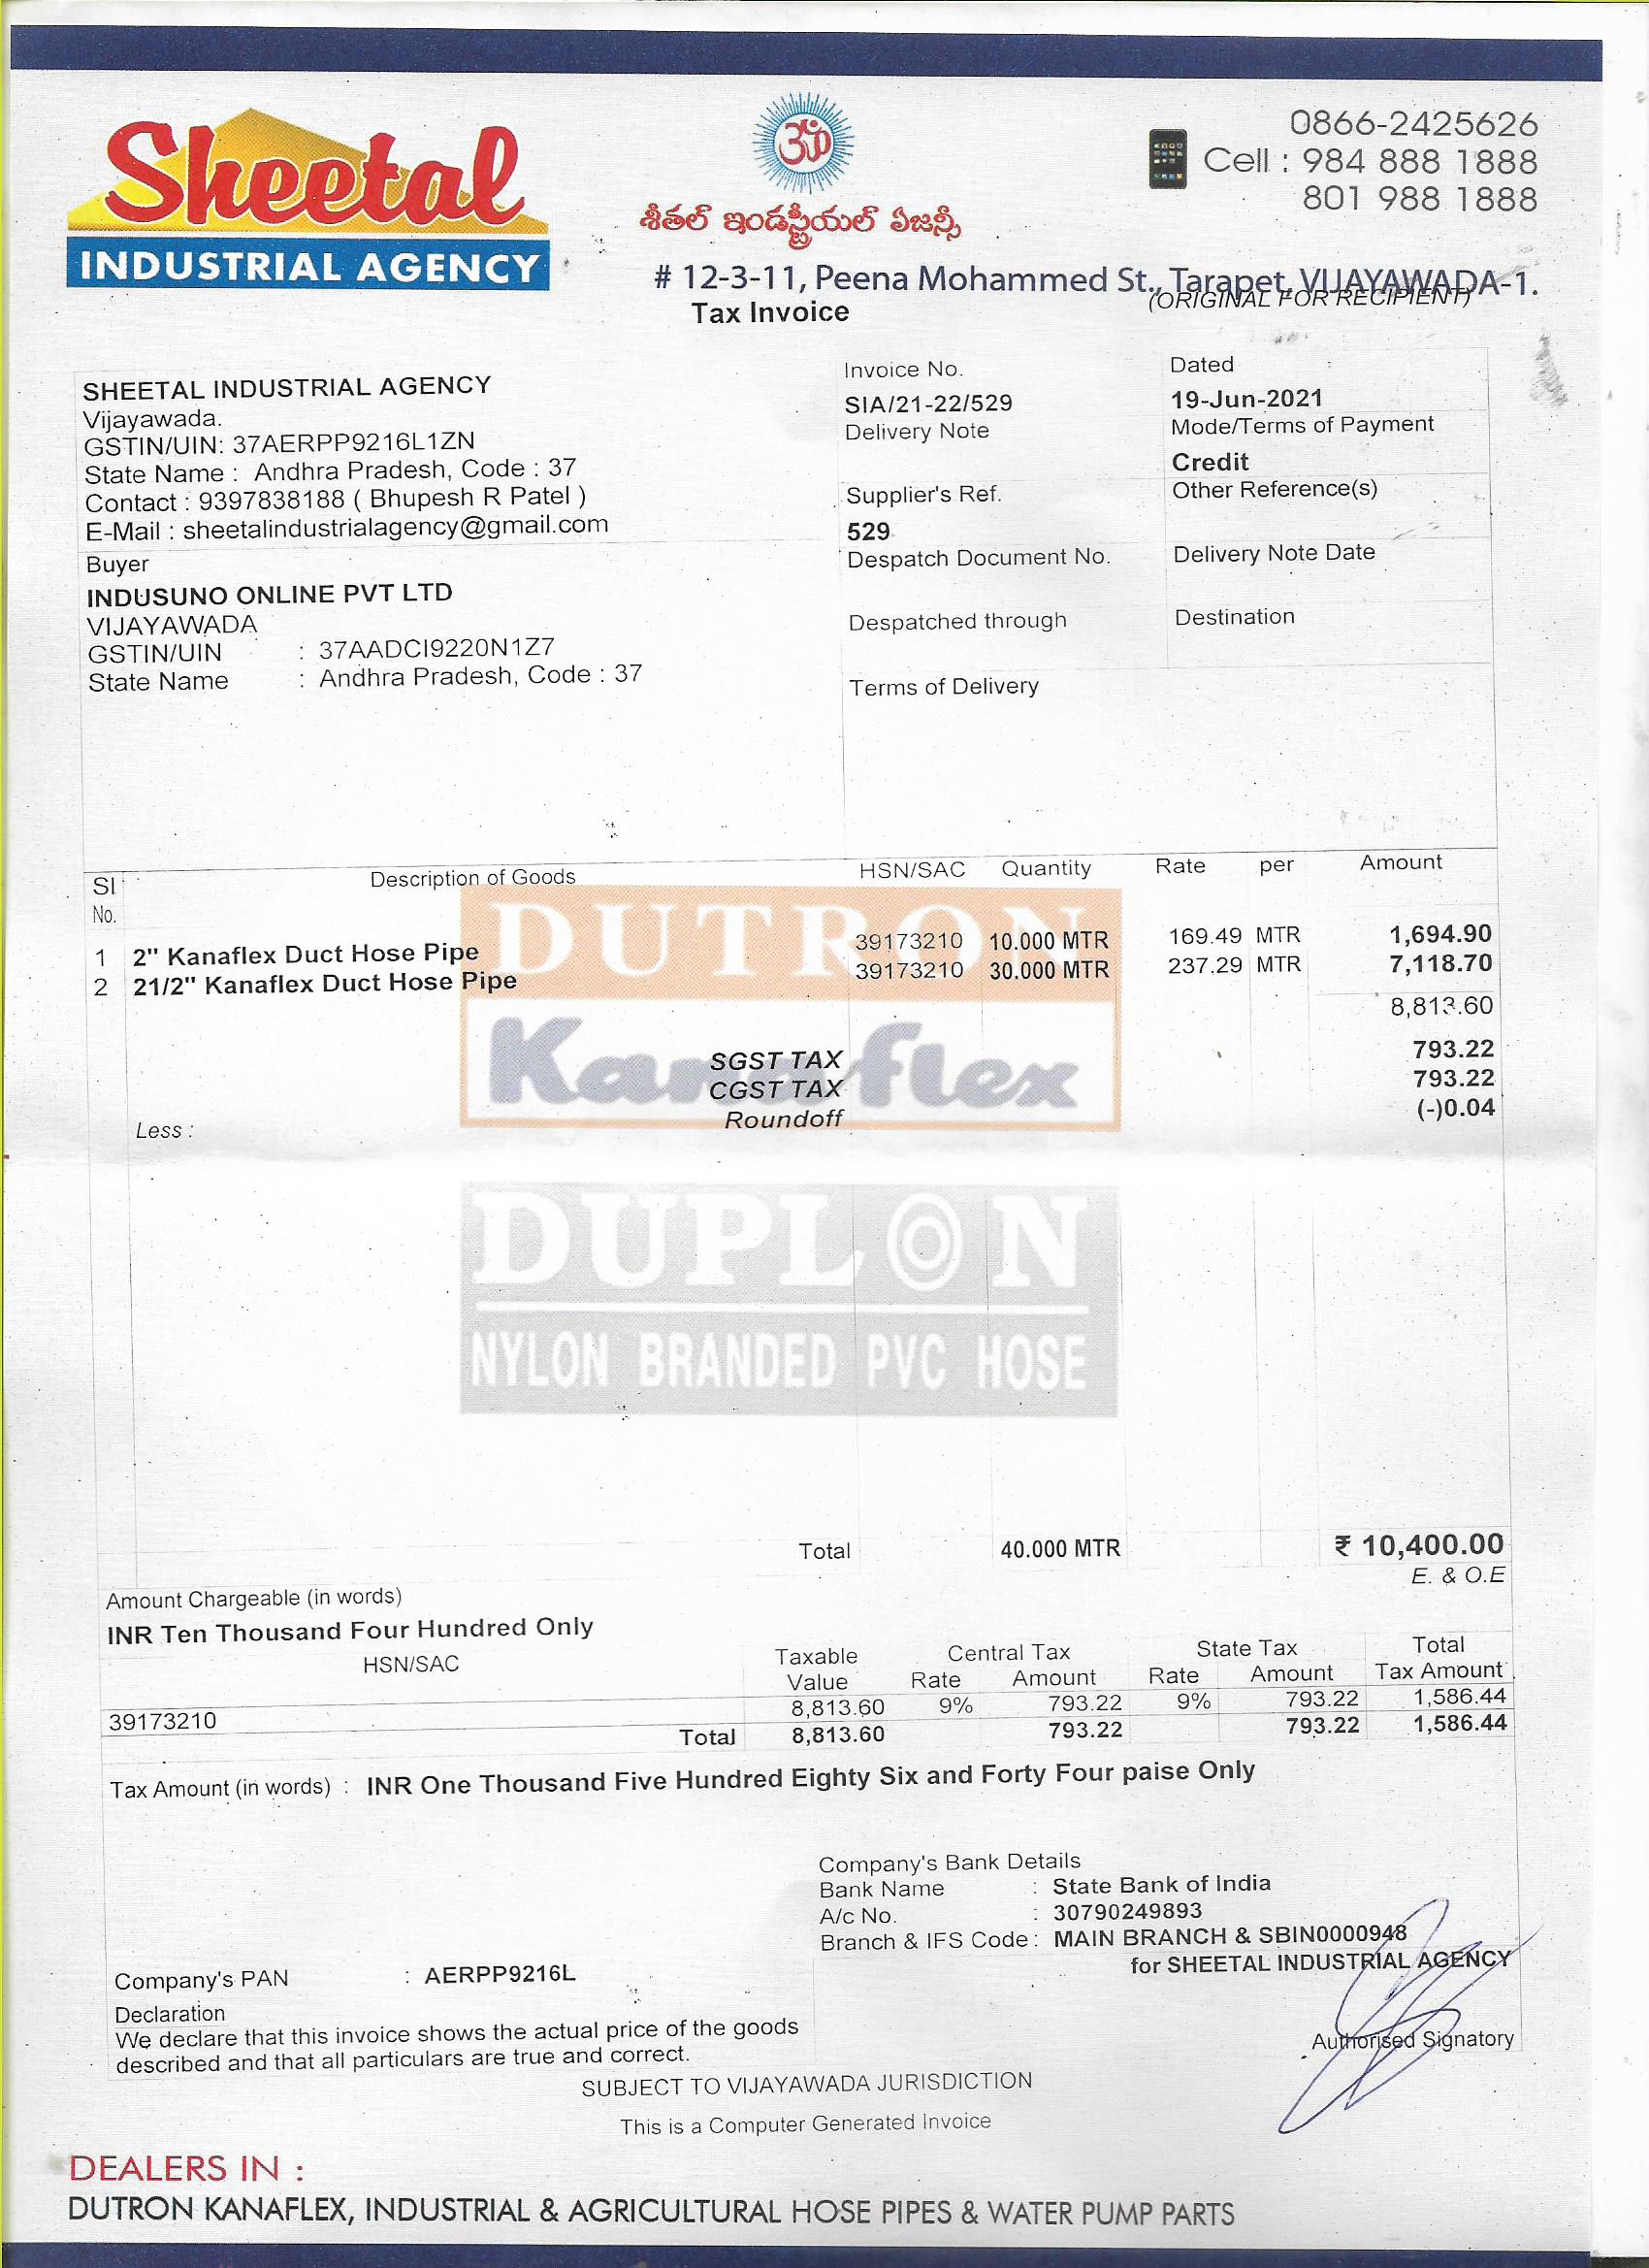 Sheetal
INDUSTRIAL AGENCY
ॐ
శీతల్ ఇండస్ట్రీయల్ ఏజన్సీ
0866-2425626
Cell : 984 888 1888
801 988 1888
# 12-3-11, Peena Mohammed St., Tarapet, VIJAYAWADA-1.
Tax Invoice (ORIGINAL FOR RECIPIENT)
SHEETAL INDUSTRIAL AGENCY
Vijayawada.
GSTIN/UIN: 37AERPP9216L1ZN
State Name : Andhra Pradesh, Code : 37
Contact : 9397838188 ( Bhupesh R Patel )
E-Mail : sheetalindustrialagency@gmail.com
Buyer
INDUSUNO ONLINE PVT LTD
VIJAYAWADA
GSTIN/UIN : 37AADCI9220N1Z7
State Name : Andhra Pradesh, Code : 37
Invoice No. Dated
SIA/21-22/529 19-Jun-2021
Delivery Note Mode/Terms of Payment
Credit
Supplier's Ref. Other Reference(s)
529
Despatch Document No. Delivery Note Date
Despatched through Destination
Terms of Delivery
Sl Description of Goods HSN/SAC Quantity Rate per Amount
No.
1 2" Kanaflex Duct Hose Pipe 39173210 10.000 MTR 169.49 MTR 1,694.90
2 21/2" Kanaflex Duct Hose Pipe 39173210 30.000 MTR 237.29 MTR 7,118.70
8,813.60
SGST TAX 793.22
CGST TAX 793.22
Less : Roundoff (-)0.04
DUTRON
Kanaflex
DUPLON
NYLON BRANDED PVC HOSE
Total 40.000 MTR ₹ 10,400.00
E. & O.E
Amount Chargeable (in words)
INR Ten Thousand Four Hundred Only
HSN/SAC Taxable Central Tax State Tax Total
Value Rate Amount Rate Amount Tax Amount
39173210 8,813.60 9% 793.22 9% 793.22 1,586.44
Total 8,813.60 793.22 793.22 1,586.44
Tax Amount (in words) : INR One Thousand Five Hundred Eighty Six and Forty Four paise Only
Company's Bank Details
Bank Name : State Bank of India
A/c No. : 30790249893
Branch & IFS Code : MAIN BRANCH & SBIN0000948
for SHEETAL INDUSTRIAL AGENCY
Company's PAN : AERPP9216L
Declaration
We declare that this invoice shows the actual price of the goods
described and that all particulars are true and correct.
Authorised Signatory
SUBJECT TO VIJAYAWADA JURISDICTION
This is a Computer Generated Invoice
DEALERS IN :
DUTRON KANAFLEX, INDUSTRIAL & AGRICULTURAL HOSE PIPES & WATER PUMP PARTS